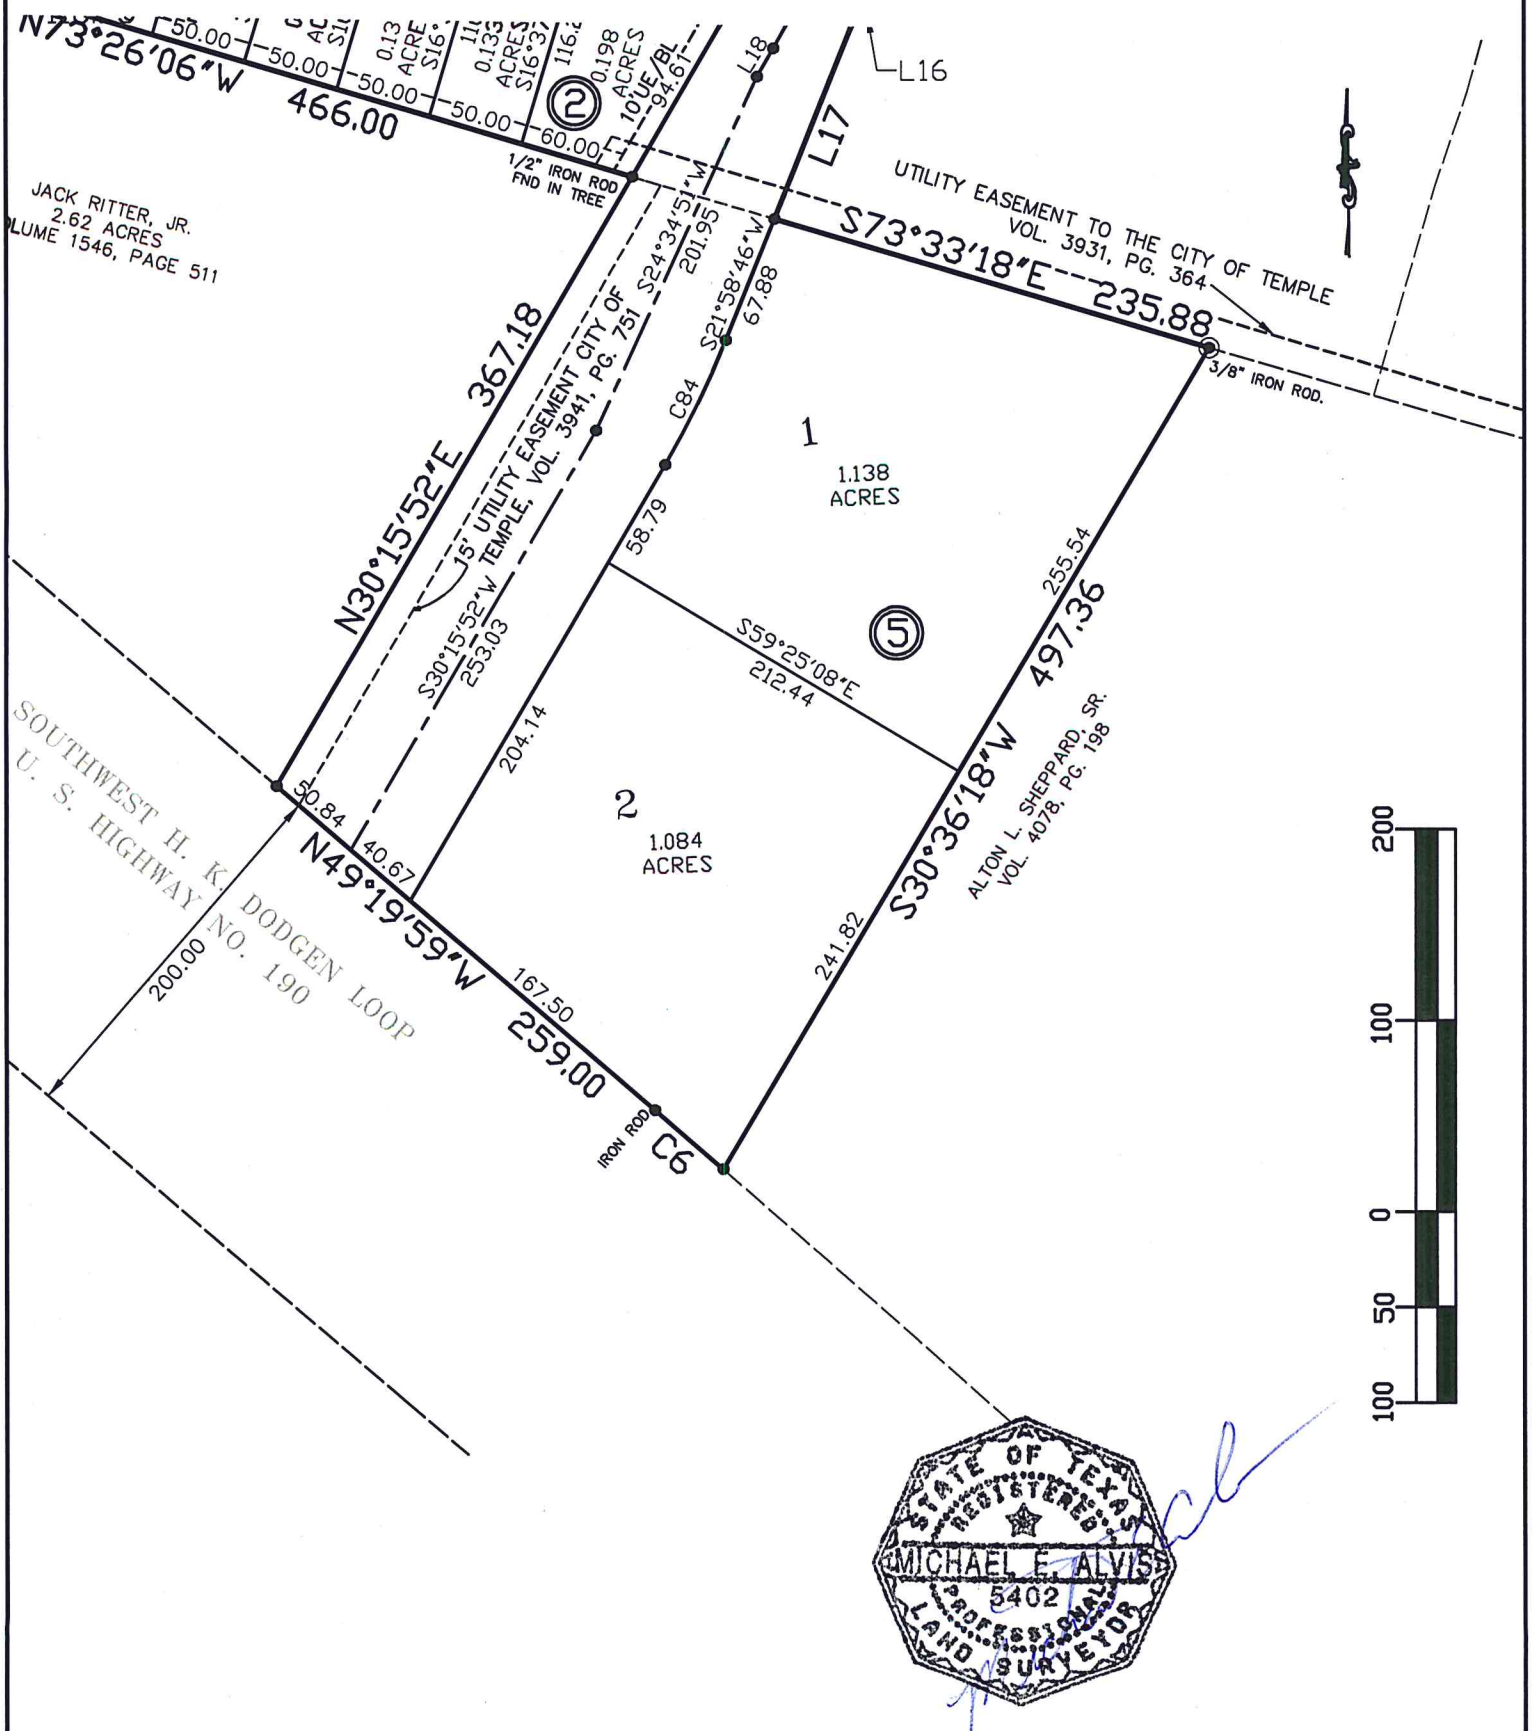 N73°26'06"W
466.00
50.00
50.00
50.00
50.00
60.00
0.13
ACRE
S16°
0.133
ACRES
S16°37
116.2
0.198
ACRES
10'UE/BL
94.61
2
1/2" IRON ROD
FND IN TREE
L18
L16
L17
JACK RITTER, JR.
2.62 ACRES
LUME 1546, PAGE 511
UTILITY EASEMENT TO THE CITY OF TEMPLE
VOL. 3931, PG. 364
S73°33'18"E 235.88
3/8" IRON ROD.
S24°34'51"W
201.95
S21°58'46"W
67.88
N30°15'52"E 367.18
15' UTILITY EASEMENT CITY OF
TEMPLE, VOL. 3941, PG. 751
C84
1
1.138
ACRES
58.79
255.54
S30°15'52"W
253.03
5
S59°25'08"E
212.44
S30°36'18"W 497.36
ALTON L. SHEPPARD, SR.
VOL. 4078, PG. 198
204.14
2
1.084
ACRES
241.82
SOUTHWEST H. K. DODGEN LOOP
U. S. HIGHWAY NO. 190
200.00
50.84
40.67
N49°19'59"W 259.00
167.50
IRON ROD
C6
200
100
0
50
100
STATE OF TEXAS
REGISTERED
MICHAEL E. ALVIS
5402
PROFESSIONAL
LAND SURVEYOR